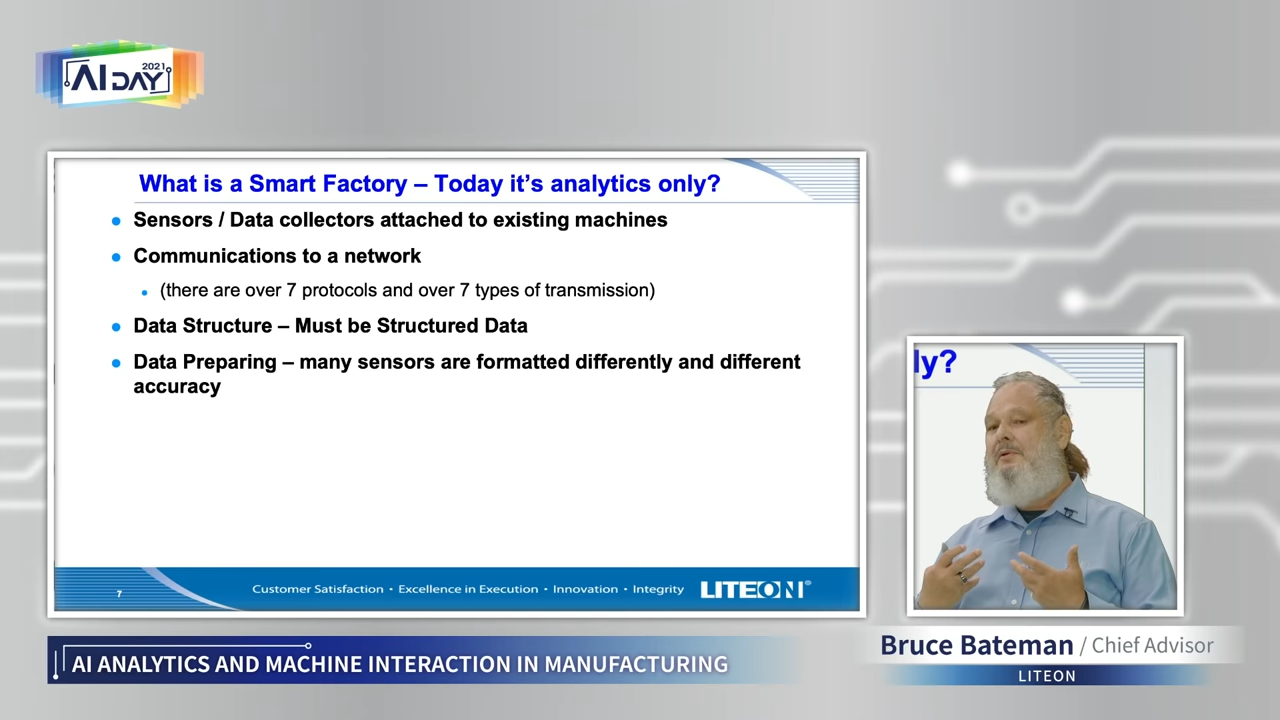 AI DAY 2021
What is a Smart Factory – Today it's analytics only?
Sensors / Data collectors attached to existing machines
Communications to a network
(there are over 7 protocols and over 7 types of transmission)
Data Structure – Must be Structured Data
Data Preparing – many sensors are formatted differently and different
accuracy
7
Customer Satisfaction • Excellence in Execution • Innovation • Integrity
LITEON®
ly?
AI ANALYTICS AND MACHINE INTERACTION IN MANUFACTURING
Bruce Bateman / Chief Advisor
LITEON